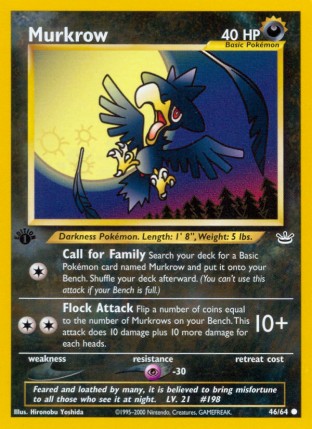 Murkrow 40 HP
Basic Pokémon
Darkness Pokémon. Length: 1' 8", Weight: 5 lbs.
Call for Family Search your deck for a Basic
Pokémon card named Murkrow and put it onto your
Bench. Shuffle your deck afterward. (You can't use this
attack if your Bench is full.)
Flock Attack Flip a number of coins equal
to the number of Murkrows on your Bench. This
attack does 10 damage plus 10 more damage for
each heads.
10+
weakness resistance retreat cost
-30
Feared and loathed by many, it is believed to bring misfortune
to all those who see it at night. LV. 21 #198
Illus. Hironobu Yoshida ©1995-2000 Nintendo, Creatures, GAMEFREAK. 46/64